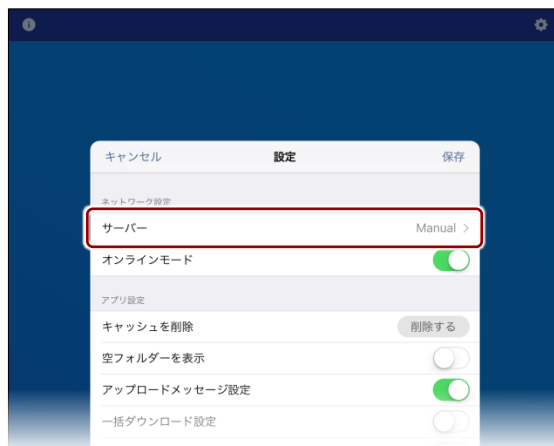 キャンセル 設定 保存
ネットワーク設定
サーバー Manual >
オンラインモード
アプリ設定
キャッシュを削除 削除する
空フォルダーを表示
アップロードメッセージ設定
一括ダウンロード設定